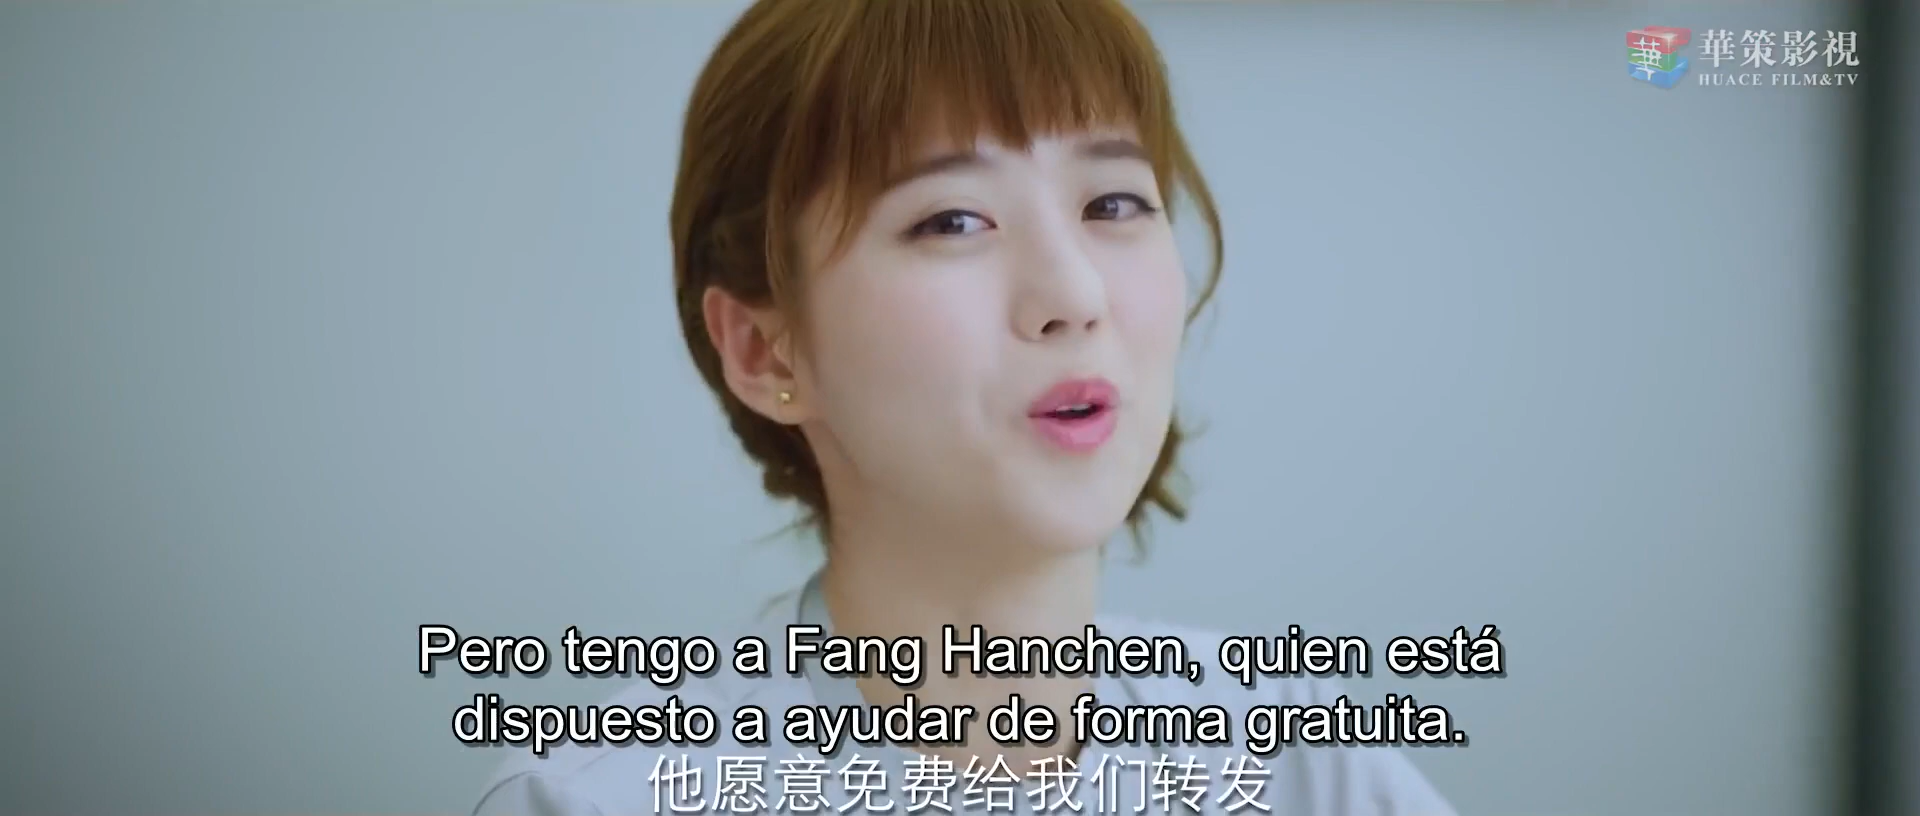 華
華策影視
HUACE FILM&TV
Pero tengo a Fang Hanchen, quien está
dispuesto a ayudar de forma gratuita.
他愿意免费给我们转发